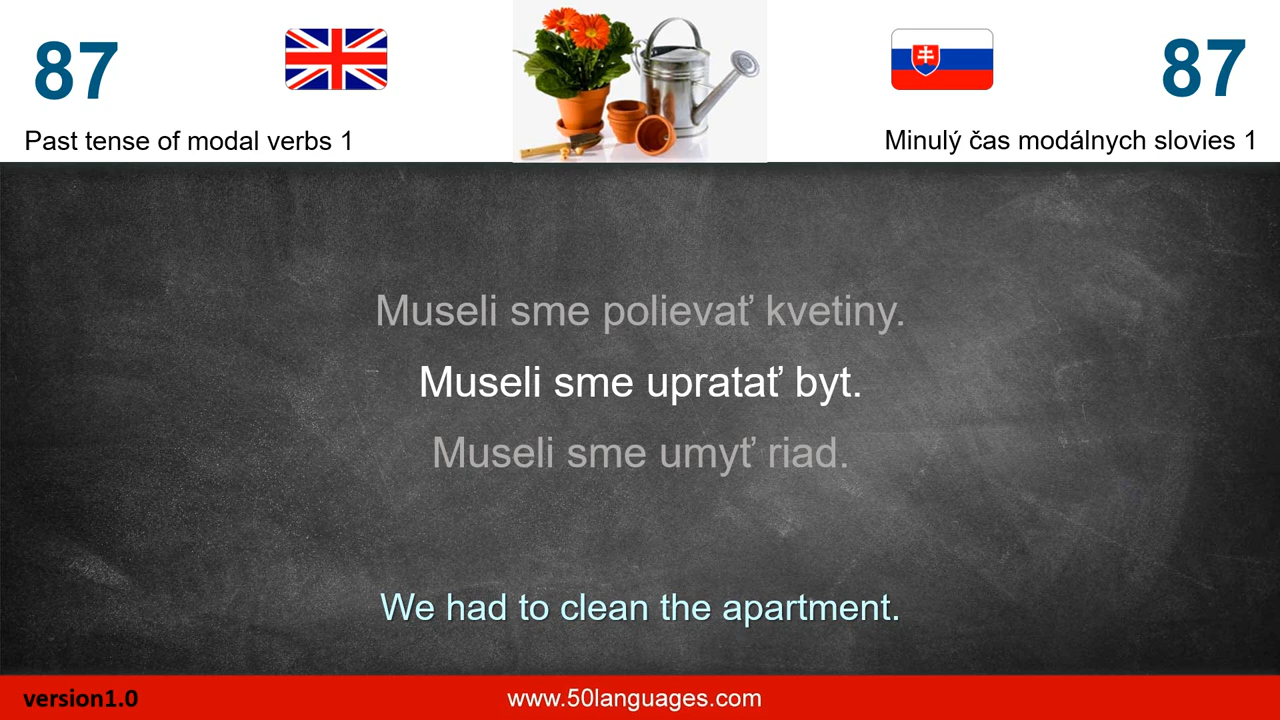 87
87
Past tense of modal verbs 1
Minulý čas modálnych slovies 1
Museli sme polievať kvetiny.
Museli sme upratať byt.
Museli sme umyť riad.
We had to clean the apartment.
version1.0
www.50languages.com